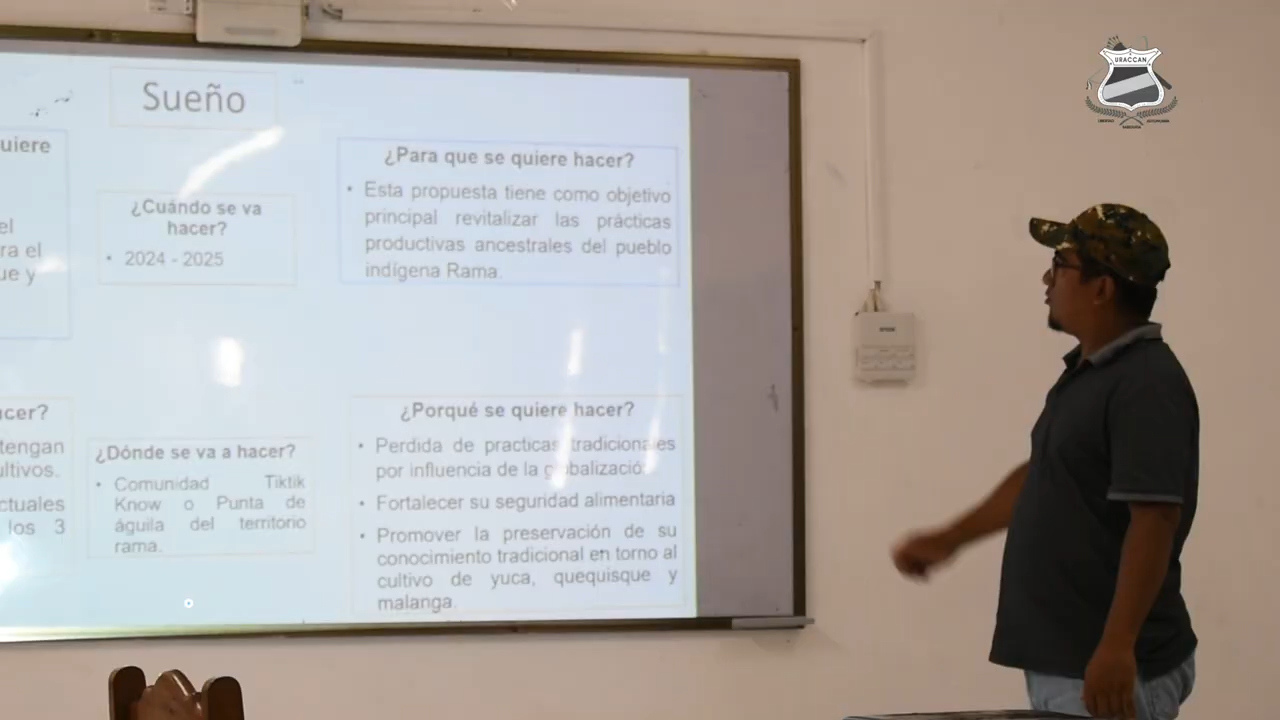 Sueño
uiere
el
ra el
ue y
¿Cuándo se va
hacer?
• 2024 - 2025
¿Para que se quiere hacer?
• Esta propuesta tiene como objetivo
principal revitalizar las prácticas
productivas ancestrales del pueblo
indígena Rama.
acer?
tengan
ultivos.
ctuales
los 3
¿Dónde se va a hacer?
• Comunidad Tiktik
Know o Punta de
águila del territorio
rama.
¿Porqué se quiere hacer?
• Perdida de practicas tradicionales
por influencia de la globalización
• Fortalecer su seguridad alimentaria
• Promover la preservación de su
conocimiento tradicional en torno al
cultivo de yuca, quequisque y
malanga.
URACCAN
EPSON